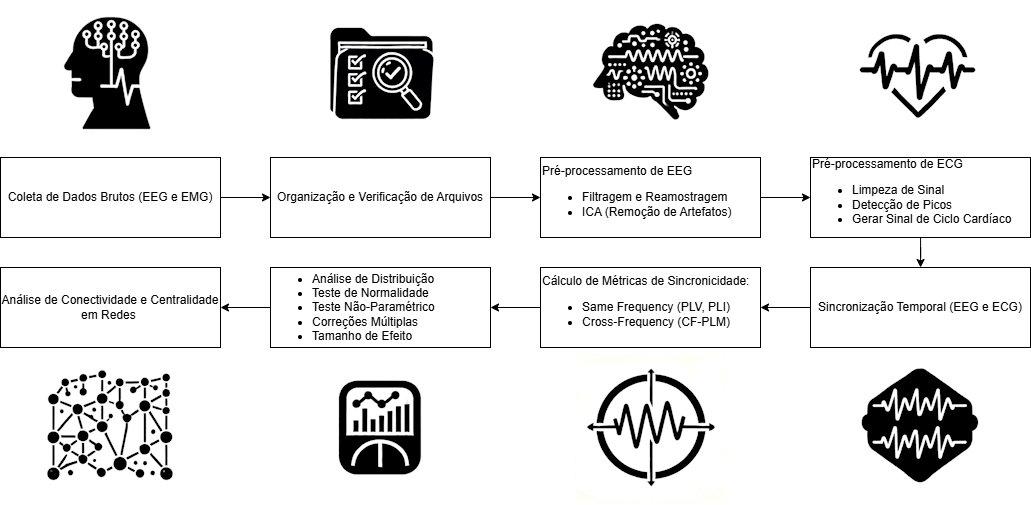 Coleta de Dados Brutos (EEG e EMG)
Organização e Verificação de Arquivos
Pré-processamento de EEG
• Filtragem e Reamostragem
• ICA (Remoção de Artefatos)
Pré-processamento de ECG
• Limpeza de Sinal
• Detecção de Picos
• Gerar Sinal de Ciclo Cardíaco
Sincronização Temporal (EEG e ECG)
Cálculo de Métricas de Sincronicidade:
• Same Frequency (PLV, PLI)
• Cross-Frequency (CF-PLM)
• Análise de Distribuição
• Teste de Normalidade
• Teste Não-Paramétrico
• Correções Múltiplas
• Tamanho de Efeito
Análise de Conectividade e Centralidade
em Redes